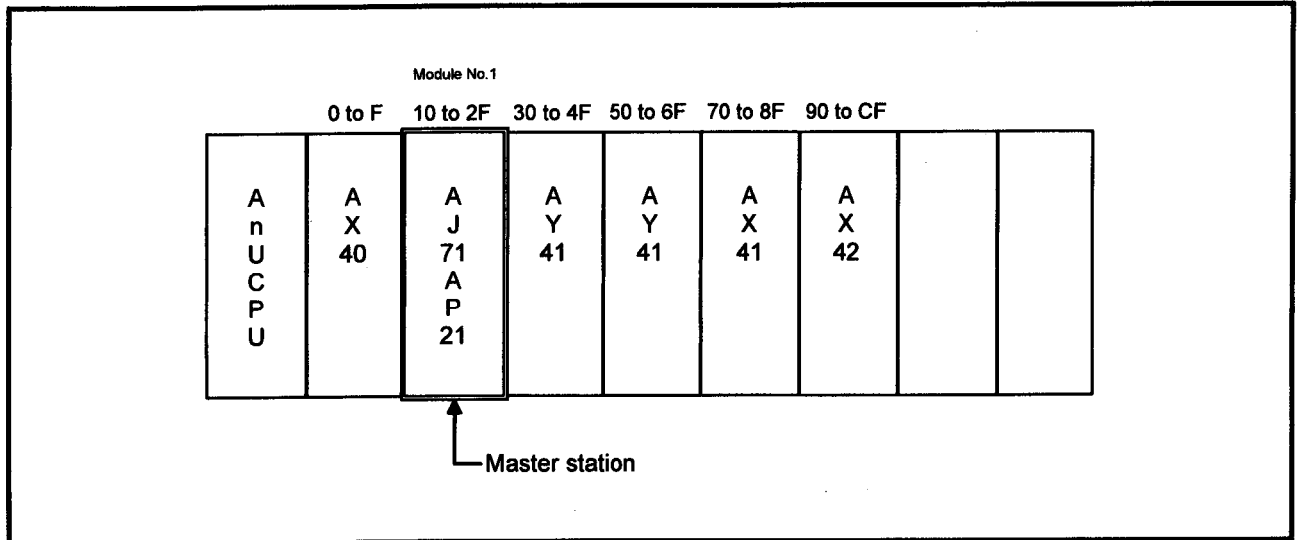 Module No.1
0 to F 10 to 2F 30 to 4F 50 to 6F 70 to 8F 90 to CF
A
n
U
C
P
U
A
X
40
A
J
71
A
P
21
A
Y
41
A
Y
41
A
X
41
A
X
42
Master station